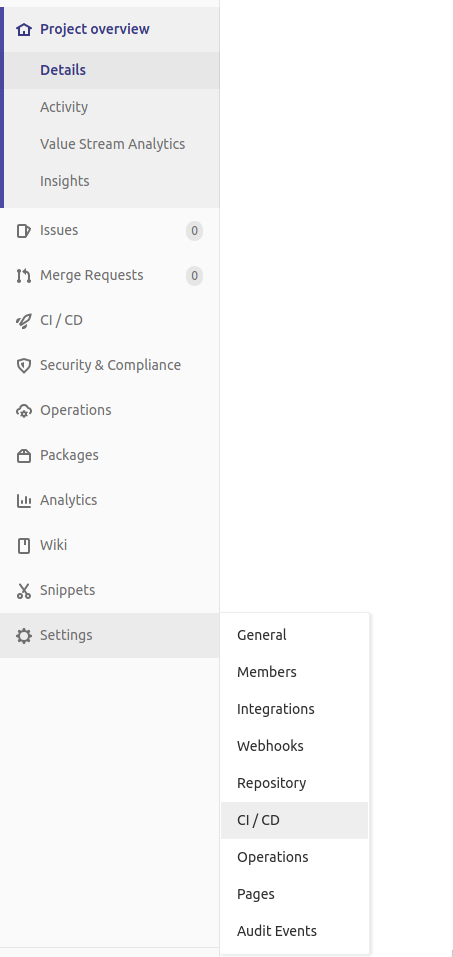 Project overview
Details
Activity
Value Stream Analytics
Insights
Issues 0
Merge Requests 0
CI / CD
Security & Compliance
Operations
Packages
Analytics
Wiki
Snippets
Settings
General
Members
Integrations
Webhooks
Repository
CI / CD
Operations
Pages
Audit Events